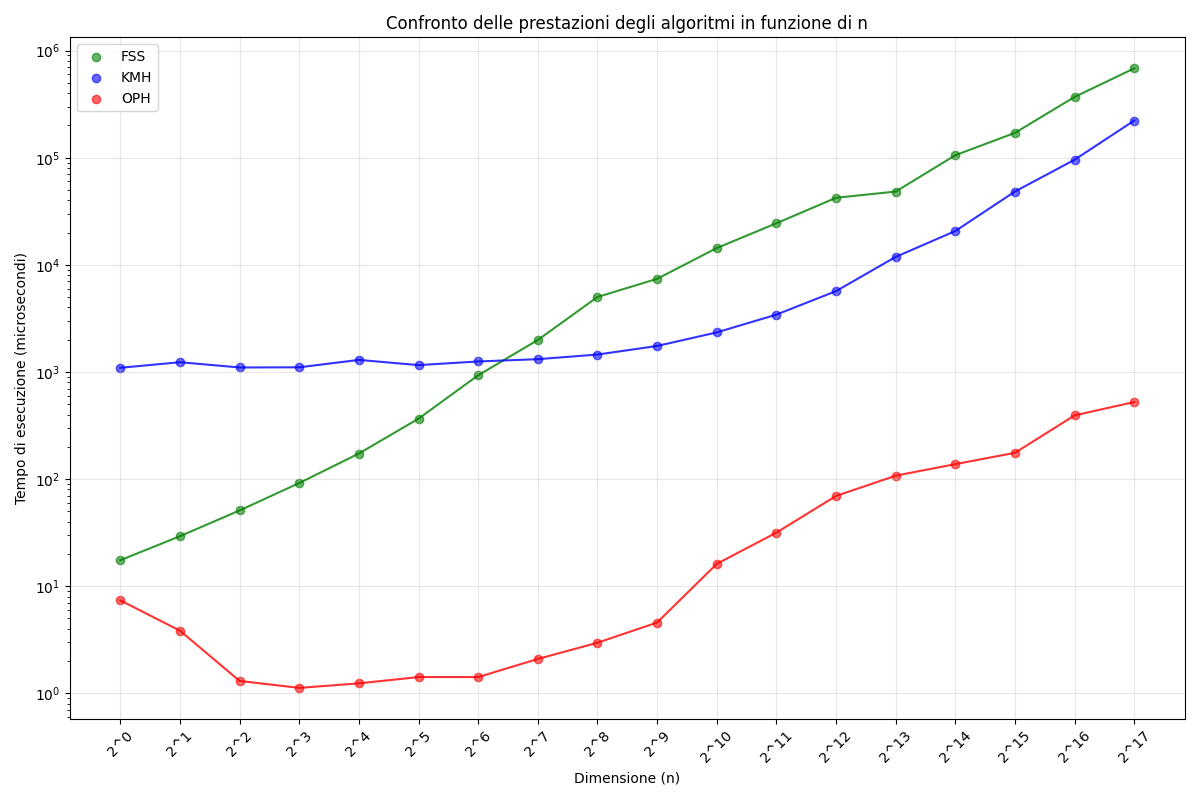 Confronto delle prestazioni degli algoritmi in funzione di n
FSS
KMH
OPH
Tempo di esecuzione (microsecondi)
10^6
10^5
10^4
10^3
10^2
10^1
10^0
2^0 2^1 2^2 2^3 2^4 2^5 2^6 2^7 2^8 2^9 2^10 2^11 2^12 2^13 2^14 2^15 2^16 2^17
Dimensione (n)